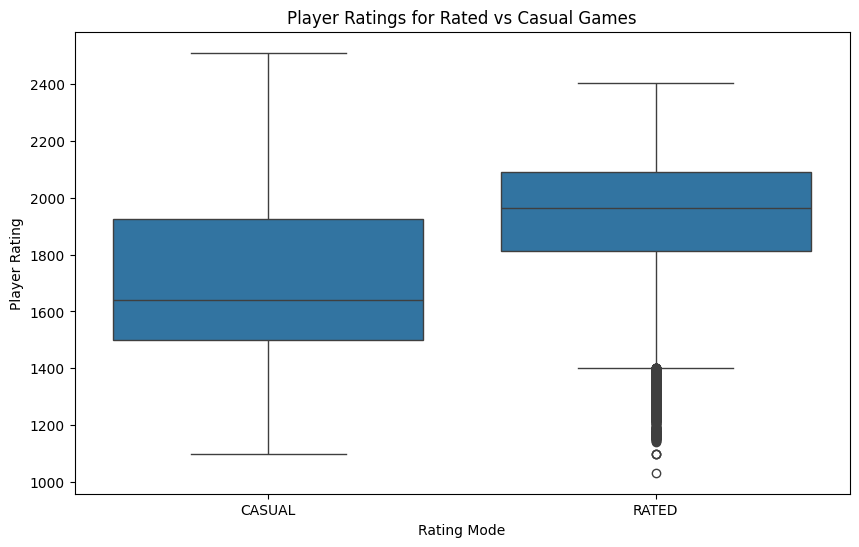 Player Ratings for Rated vs Casual Games
2400
2200
2000
1800
1600
1400
1200
1000
Player Rating
CASUAL
RATED
Rating Mode